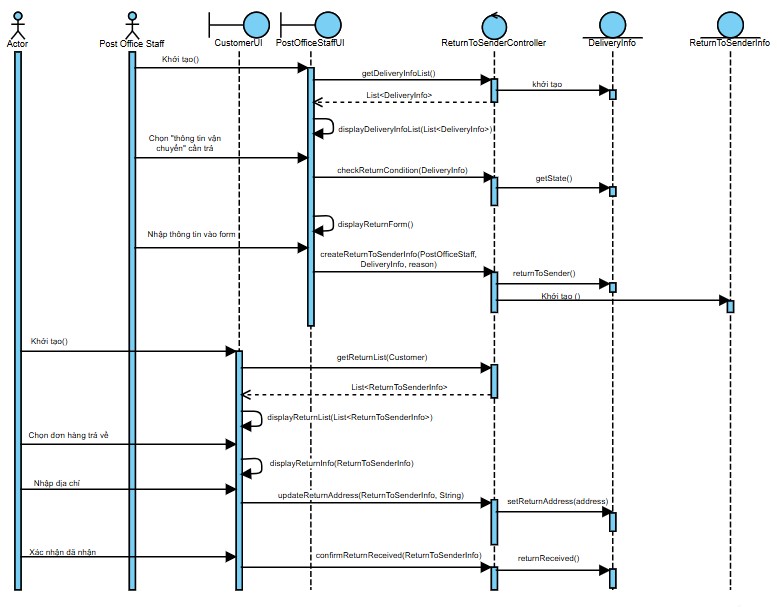 Actor
Post Office Staff
CustomerUI
PostOfficeStaffUI
ReturnToSenderController
DeliveryInfo
ReturnToSenderInfo
Khởi tạo()
getDeliveryInfoList()
khởi tạo
List<DeliveryInfo>
displayDeliveryInfoList(List<DeliveryInfo>)
Chọn "thông tin vận
chuyển" cần trả
checkReturnCondition(DeliveryInfo)
getState()
displayReturnForm()
Nhập thông tin vào form
createReturnToSenderInfo(PostOfficeStaff,
DeliveryInfo, reason)
returnToSender()
Khởi tạo ()
Khởi tạo()
getReturnList(Customer)
List<ReturnToSenderInfo>
displayReturnList(List<ReturnToSenderInfo>)
Chọn đơn hàng trả về
displayReturnInfo(ReturnToSenderInfo)
Nhập địa chỉ
updateReturnAddress(ReturnToSenderInfo, String)
setReturnAddress(address)
Xác nhận đã nhận
confirmReturnReceived(ReturnToSenderInfo)
returnReceived()